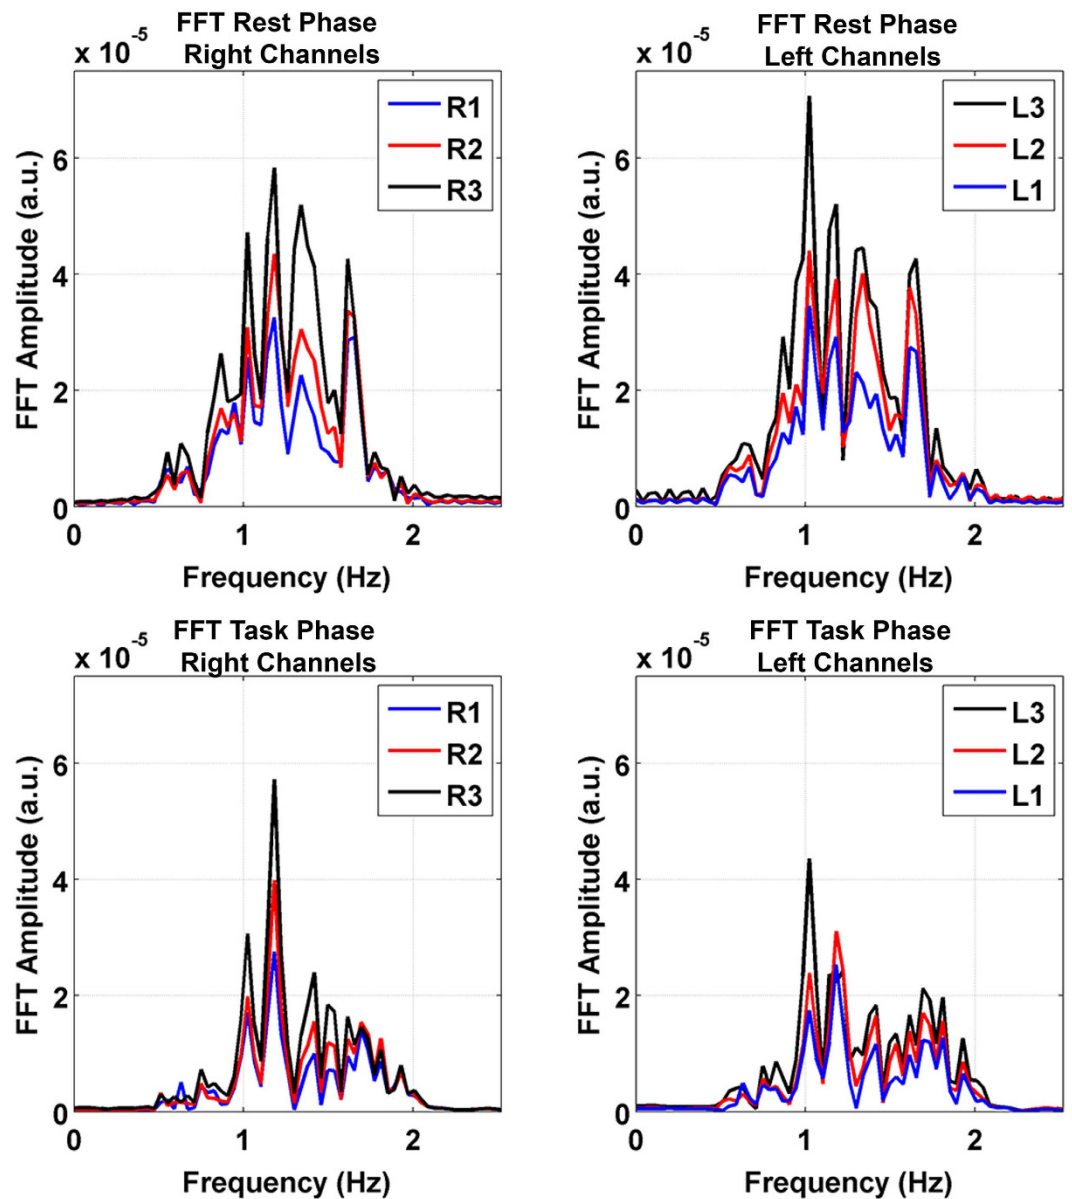 FFT Rest Phase
Right Channels
x 10-5
R1
R2
R3
6
4
2
0
0 1 2
FFT Amplitude (a.u.)
Frequency (Hz)
FFT Rest Phase
Left Channels
x 10-5
L3
L2
L1
6
4
2
0
0 1 2
FFT Amplitude (a.u.)
Frequency (Hz)
FFT Task Phase
Right Channels
x 10-5
R1
R2
R3
6
4
2
0
0 1 2
FFT Amplitude (a.u.)
Frequency (Hz)
FFT Task Phase
Left Channels
x 10-5
L3
L2
L1
6
4
2
0
0 1 2
FFT Amplitude (a.u.)
Frequency (Hz)